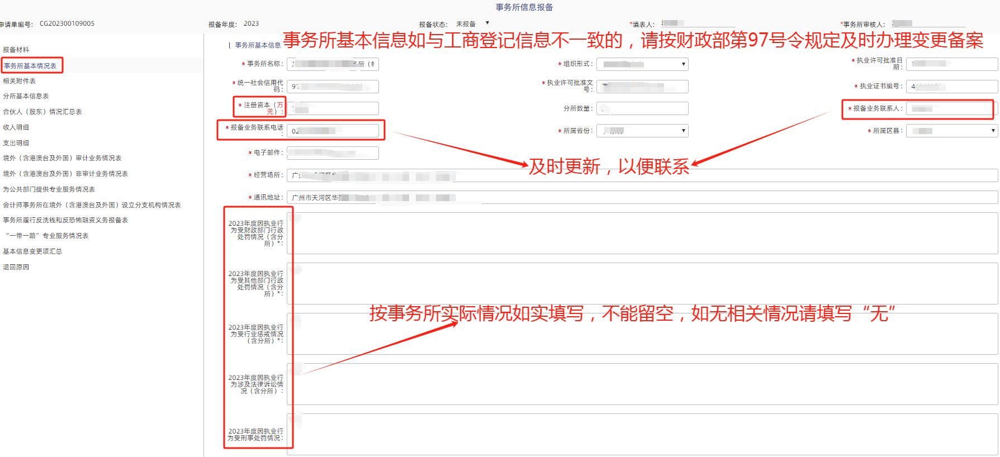 事务所信息报备
申请单编号： CG202300109005
报备年度： 2023
报备状态： 未报备
*填表人：
*事务所审核人：
报备材料
事务所基本情况表
相关附件表
分所基本信息表
合伙人（股东）情况汇总表
收入明细
支出明细
境外（含港澳台及外国）审计业务情况表
境外（含港澳台及外国）非审计业务情况表
为公共部门提供专业服务情况表
会计师事务所在境外（含港澳台及外国）设立分支机构情况表
事务所履行反洗钱和反恐怖融资义务报备表
“一带一路”专业服务情况表
基本信息变更项汇总
退回原因
事务所基本信息
事务所基本信息如与工商登记信息不一致的，请按财政部第97号令规定及时办理变更备案
* 事务所名称：
所（特
* 组织形式：
* 执业许可批准日
期：
* 统一社会信用代
码：
* 执业许可批准文
号：
* 执业证书编号：
* 注册资本（万
元）：
分所数量：
* 报备业务联系人：
* 报备业务联系电话
：
02
* 所属省份：
* 所属区县：
* 电子邮件：
及时更新，以便联系
* 经营场所：
* 通讯地址： 广州市天河区华
2023年度因执业行
为受财政部门行政
处罚情况（含分
所）*：
2023年度因执业行
为受其他部门行政
处罚情况（含分
所）*：
按事务所实际情况如实填写，不能留空，如无相关情况请填写“无”
2023年度因执业行
为受行业惩戒情况
（含分所）*：
2023年度因执业行
为涉及法律诉讼情
况（含分所）：
2023年度因执业行
为受刑事处罚情况：